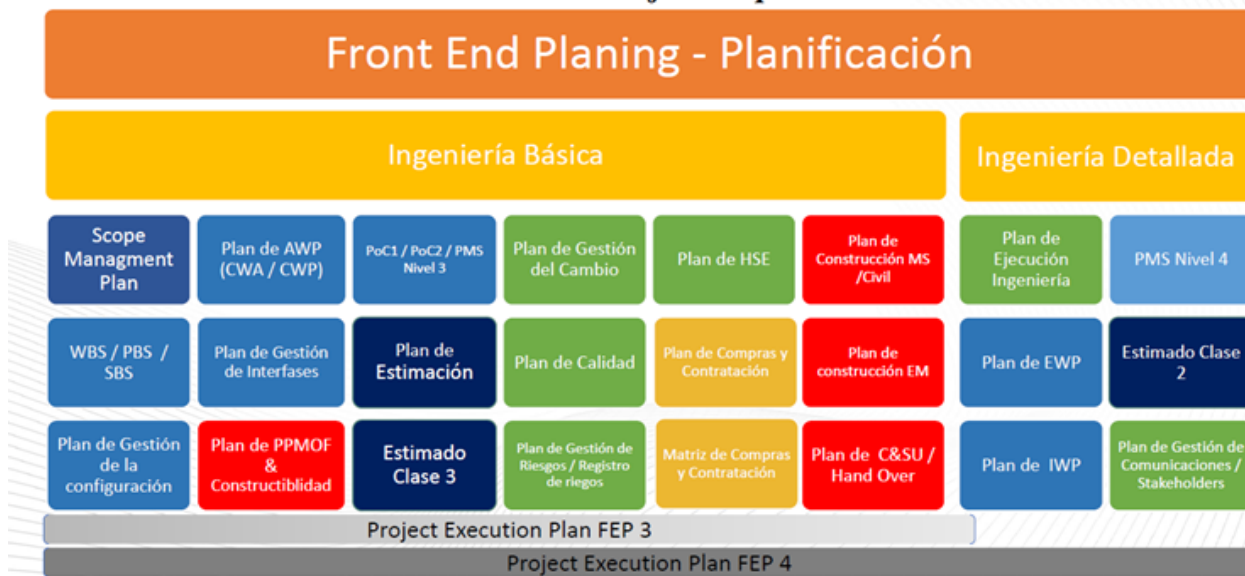 Front End Planing - Planificación
Ingeniería Básica
Ingeniería Detallada
Scope
Managment
Plan
Plan de AWP
(CWA / CWP)
PoC1 / PoC2 / PMS
Nivel 3
Plan de Gestión
del Cambio
Plan de HSE
Plan de
Construcción MS
/Civil
Plan de
Ejecución
Ingeniería
PMS Nivel 4
WBS / PBS /
SBS
Plan de Gestión
de Interfases
Plan de
Estimación
Plan de Calidad
Plan de Compras y
Contratación
Plan de
construcción EM
Plan de EWP
Estimado Clase
2
Plan de Gestión
de la
configuración
Plan de PPMOF
&
Constructiblidad
Estimado
Clase 3
Plan de Gestión de
Riesgos / Registro
de riegos
Matriz de Compras
y Contratación
Plan de C&SU /
Hand Over
Plan de IWP
Plan de Gestión de
Comunicaciones /
Stakeholders
Project Execution Plan FEP 3
Project Execution Plan FEP 4